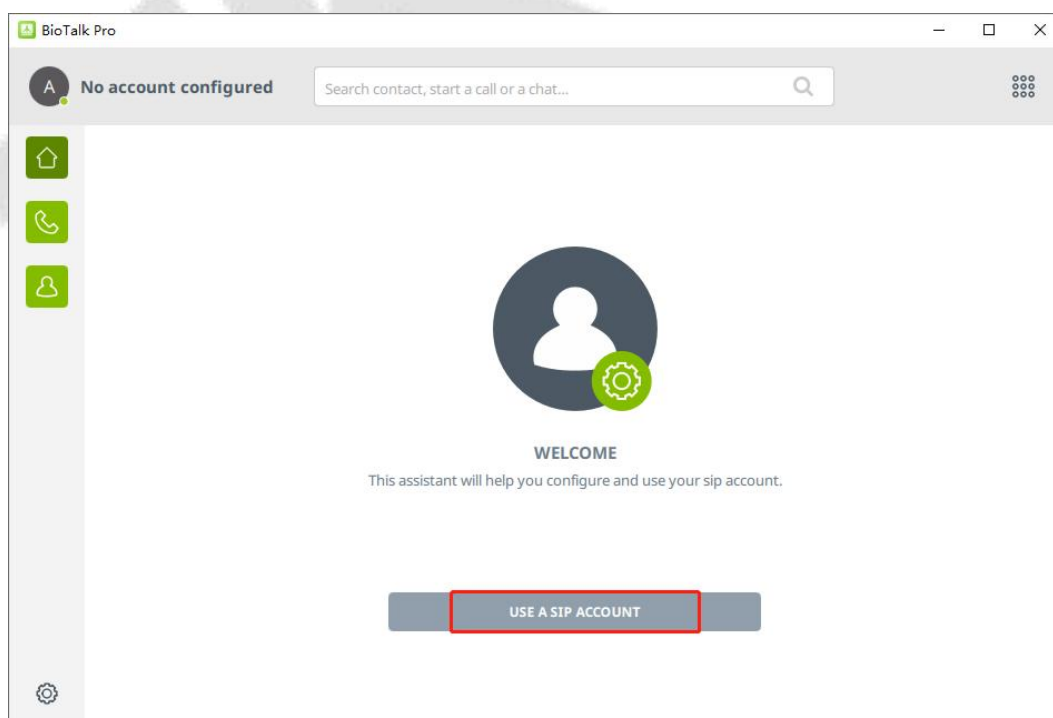 BioTalk Pro
A
No account configured
Search contact, start a call or a chat...
WELCOME
This assistant will help you configure and use your sip account.
USE A SIP ACCOUNT